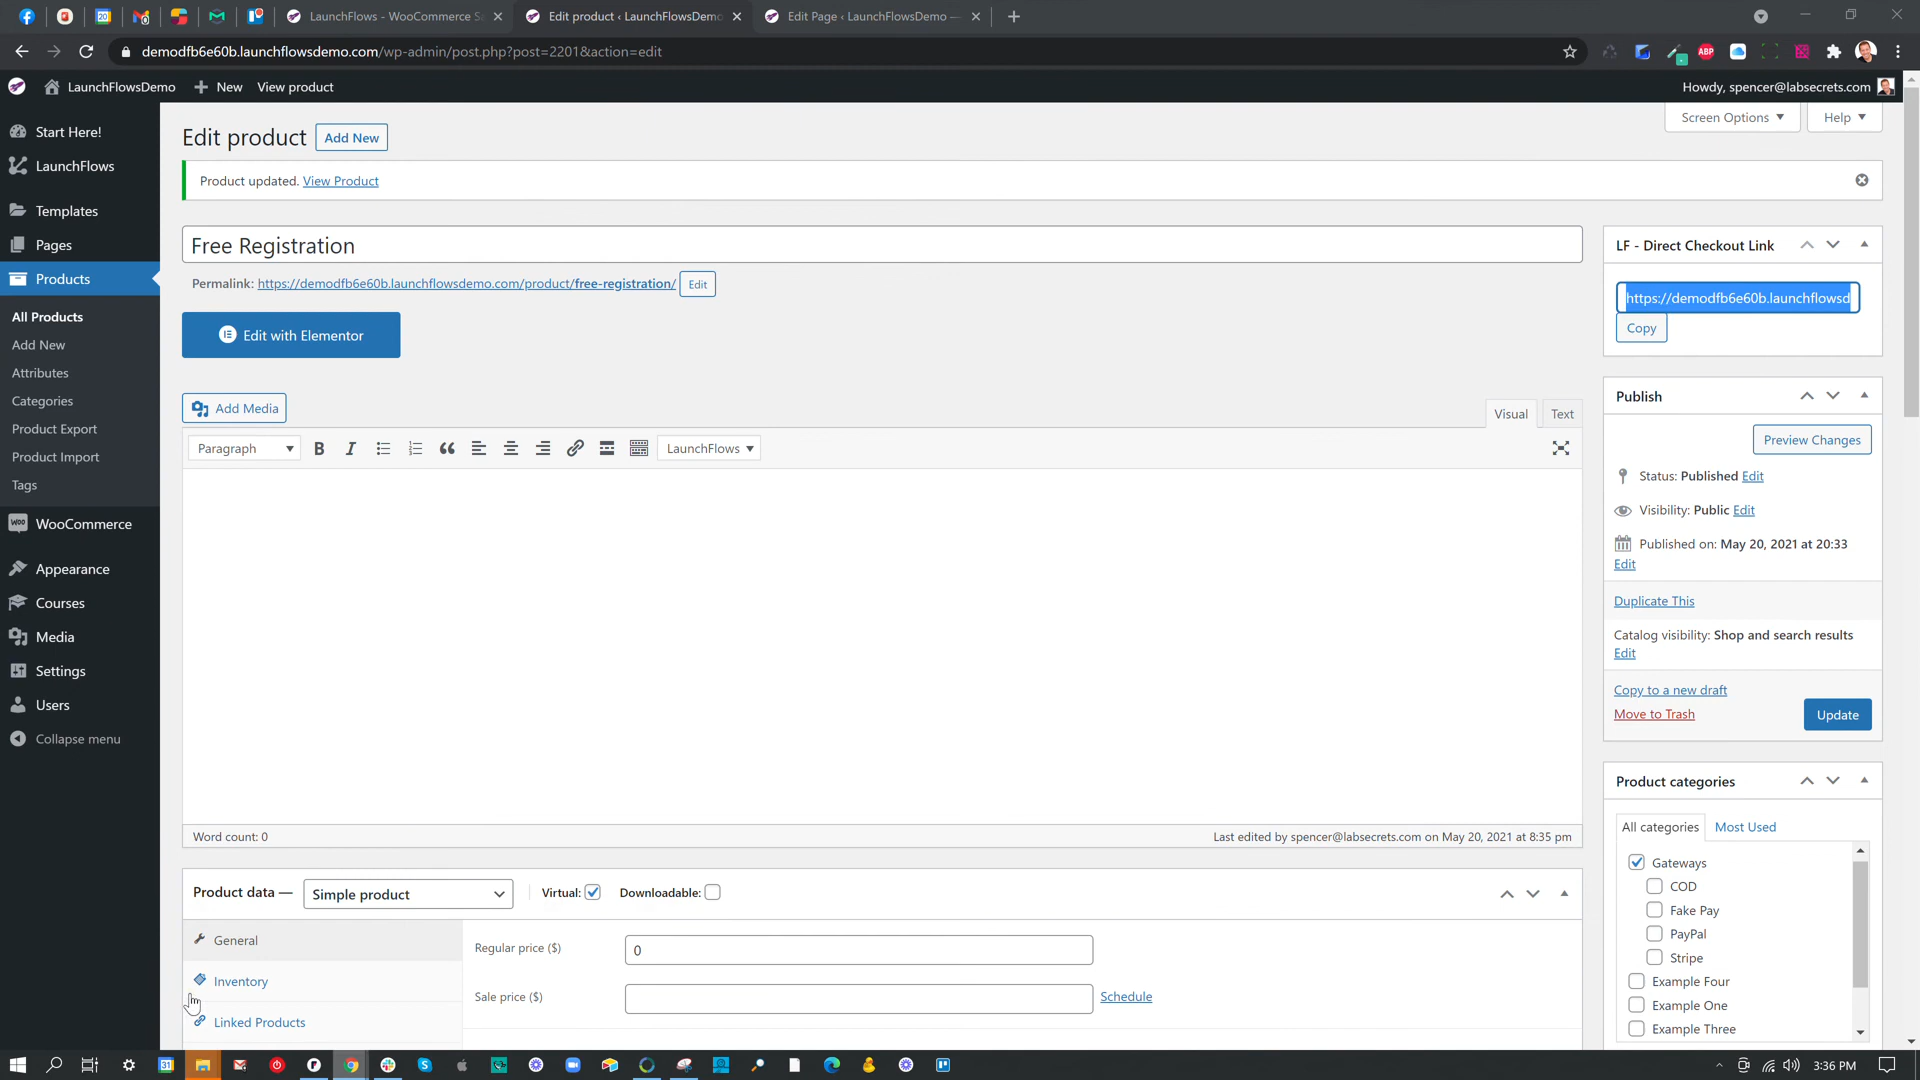 LaunchFlows - WooCommerce Sa
Edit product ‹ LaunchFlowsDemo
Edit Page ‹ LaunchFlowsDemo —
demodfb6e60b.launchflowsdemo.com/wp-admin/post.php?post=2201&action=edit
ABP
LaunchFlowsDemo
New
View product
Howdy, spencer@labsecrets.com
Start Here!
LaunchFlows
Templates
Pages
Products
All Products
Add New
Attributes
Categories
Product Export
Product Import
Tags
WooCommerce
Appearance
Courses
Media
Settings
Users
Collapse menu
Screen Options
Help
Edit product
Add New
Product updated. View Product
Free Registration
Permalink: https://demodfb6e60b.launchflowsdemo.com/product/free-registration/
Edit
Edit with Elementor
Add Media
Visual
Text
Paragraph
B
I
LaunchFlows
Word count: 0
Last edited by spencer@labsecrets.com on May 20, 2021 at 8:35 pm
Product data —
Simple product
Virtual:
Downloadable:
General
Inventory
Linked Products
Regular price ($)
0
Sale price ($)
Schedule
LF - Direct Checkout Link
https://demodfb6e60b.launchflowsd
Copy
Publish
Preview Changes
Status: Published Edit
Visibility: Public Edit
Published on: May 20, 2021 at 20:33
Edit
Duplicate This
Catalog visibility: Shop and search results
Edit
Copy to a new draft
Move to Trash
Update
Product categories
All categories
Most Used
Gateways
COD
Fake Pay
PayPal
Stripe
Example Four
Example One
Example Three
3:36 PM